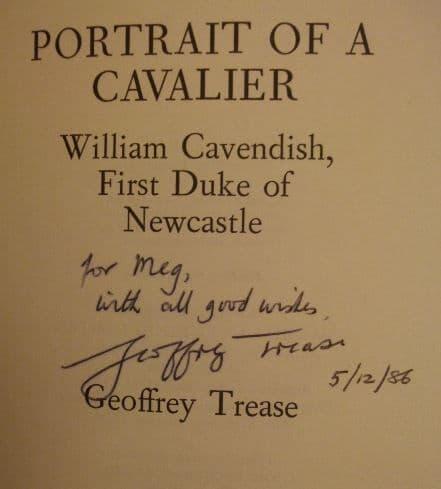 PORTRAIT OF A
CAVALIER
William Cavendish,
First Duke of
Newcastle
for Meg,
with all good wishes,
Geoffrey Trease
5/12/86
Geoffrey Trease